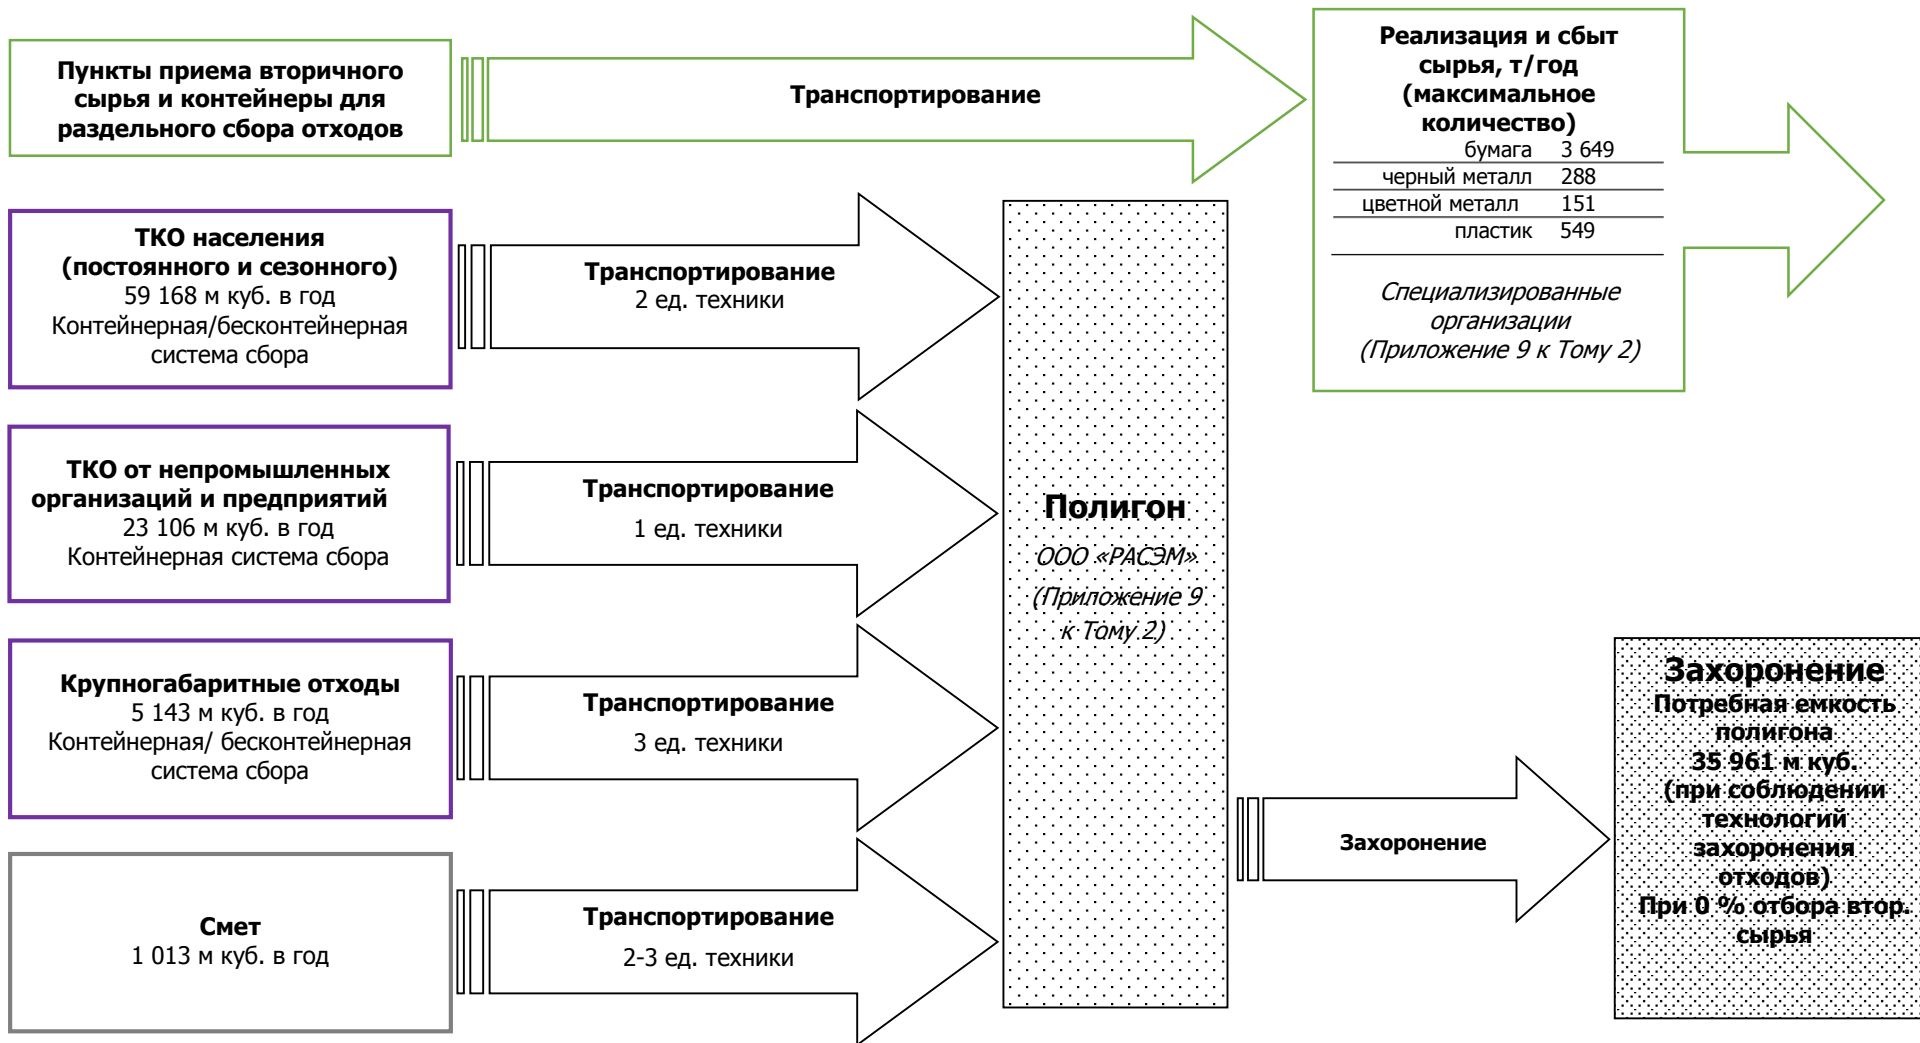 Пункты приема вторичного
сырья и контейнеры для
раздельного сбора отходов
Транспортирование
Реализация и сбыт
сырья, т/год
(максимальное
количество)
бумага 3 649
черный металл 288
цветной металл 151
пластик 549
Специализированные
организации
(Приложение 9 к Тому 2)
ТКО населения
(постоянного и сезонного)
59 168 м куб. в год
Контейнерная/бесконтейнерная
система сбора
Транспортирование
2 ед. техники
ТКО от непромышленных
организаций и предприятий
23 106 м куб. в год
Контейнерная система сбора
Транспортирование
1 ед. техники
Крупногабаритные отходы
5 143 м куб. в год
Контейнерная/ бесконтейнерная
система сбора
Транспортирование
3 ед. техники
Смет
1 013 м куб. в год
Транспортирование
2-3 ед. техники
Полигон
ООО «РАСЭМ»
(Приложение 9
к Тому 2)
Захоронение
Захоронение
Потребная емкость
полигона
35 961 м куб.
(при соблюдении
технологий
захоронения
отходов)
При 0 % отбора втор.
сырья